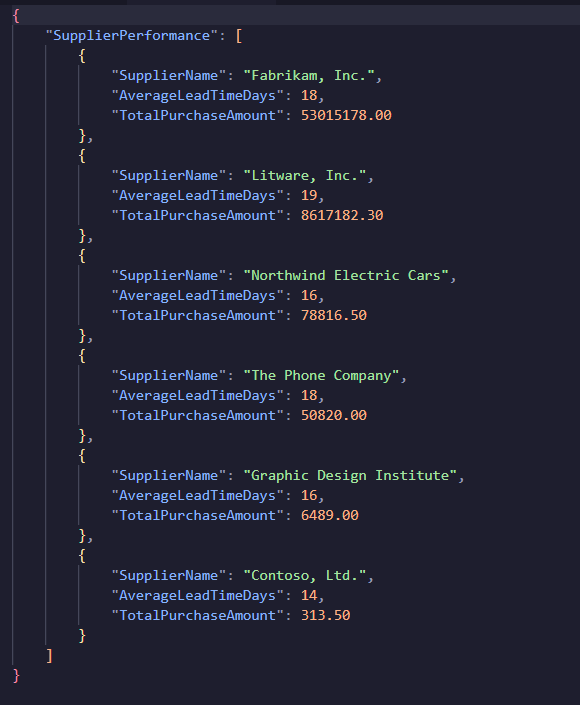 {
    "SupplierPerformance": [
        {
            "SupplierName": "Fabrikam, Inc.",
            "AverageLeadTimeDays": 18,
            "TotalPurchaseAmount": 53015178.00
        },
        {
            "SupplierName": "Litware, Inc.",
            "AverageLeadTimeDays": 19,
            "TotalPurchaseAmount": 8617182.30
        },
        {
            "SupplierName": "Northwind Electric Cars",
            "AverageLeadTimeDays": 16,
            "TotalPurchaseAmount": 78816.50
        },
        {
            "SupplierName": "The Phone Company",
            "AverageLeadTimeDays": 18,
            "TotalPurchaseAmount": 50820.00
        },
        {
            "SupplierName": "Graphic Design Institute",
            "AverageLeadTimeDays": 16,
            "TotalPurchaseAmount": 6489.00
        },
        {
            "SupplierName": "Contoso, Ltd.",
            "AverageLeadTimeDays": 14,
            "TotalPurchaseAmount": 313.50
        }
    ]
}